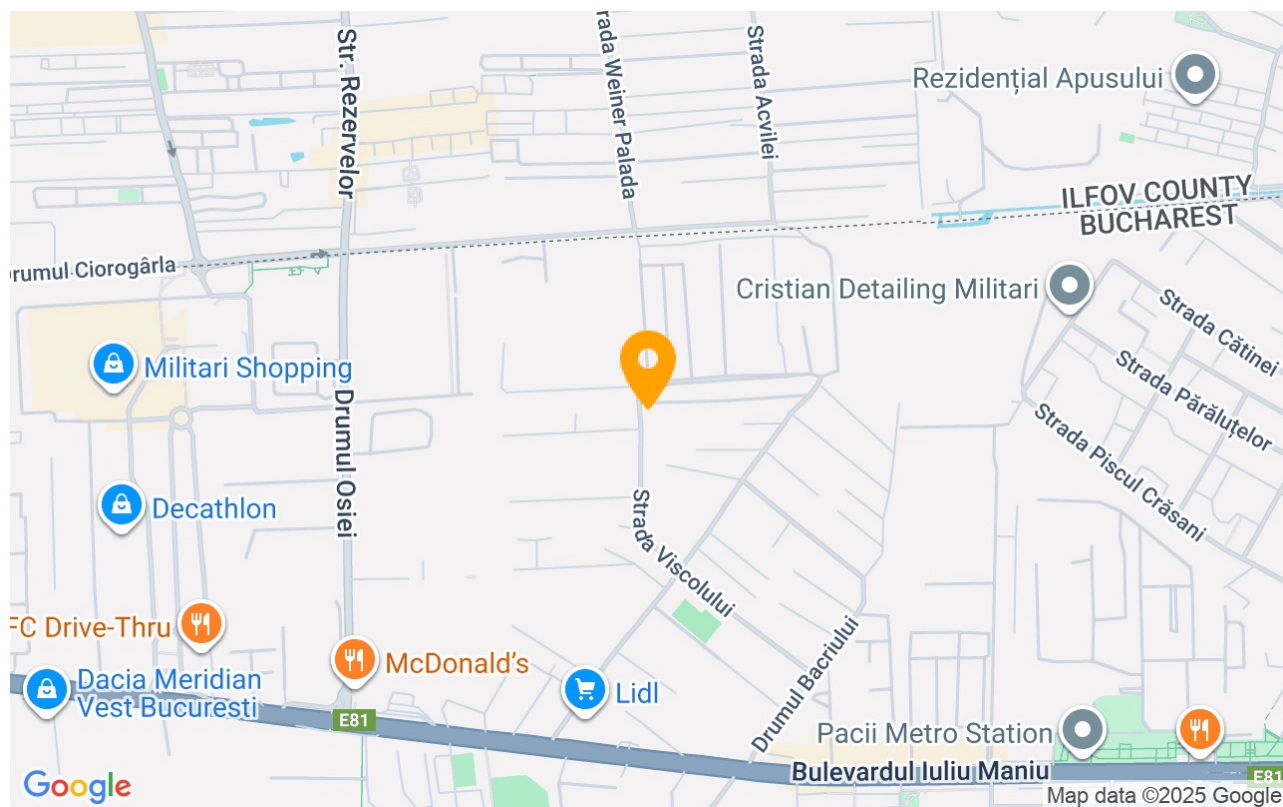 Str. Rezervelor
rada Weiner Palada
Strada Acvilei
Rezidențial Apusului
ILFOV COUNTY
BUCHAREST
Drumul Ciorogârla
Cristian Detailing Militari
Strada Cătinei
Militari Shopping
Strada Părăluțelor
Drumul Osiei
Strada Piscul Crăsani
Decathlon
Strada Viscolului
FC Drive-Thru
McDonald's
Drumul Bacriului
Dacia Meridian
Vest Bucuresti
Lidl
E81
Pacii Metro Station
Bulevardul Iuliu Maniu
E81
Google
Map data ©2025 Google